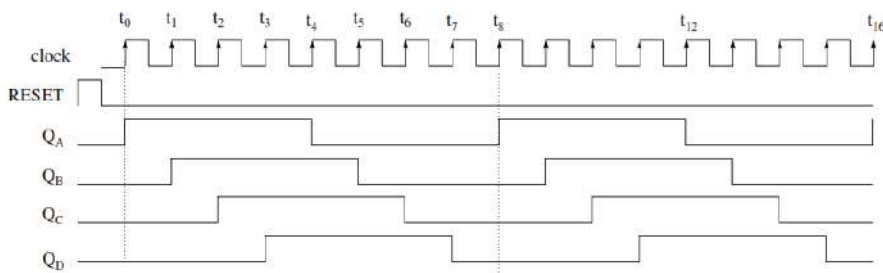 t0 t1 t2 t3 t4 t5 t6 t7 t8 t12 t16
clock
RESET
QA
QB
QC
QD